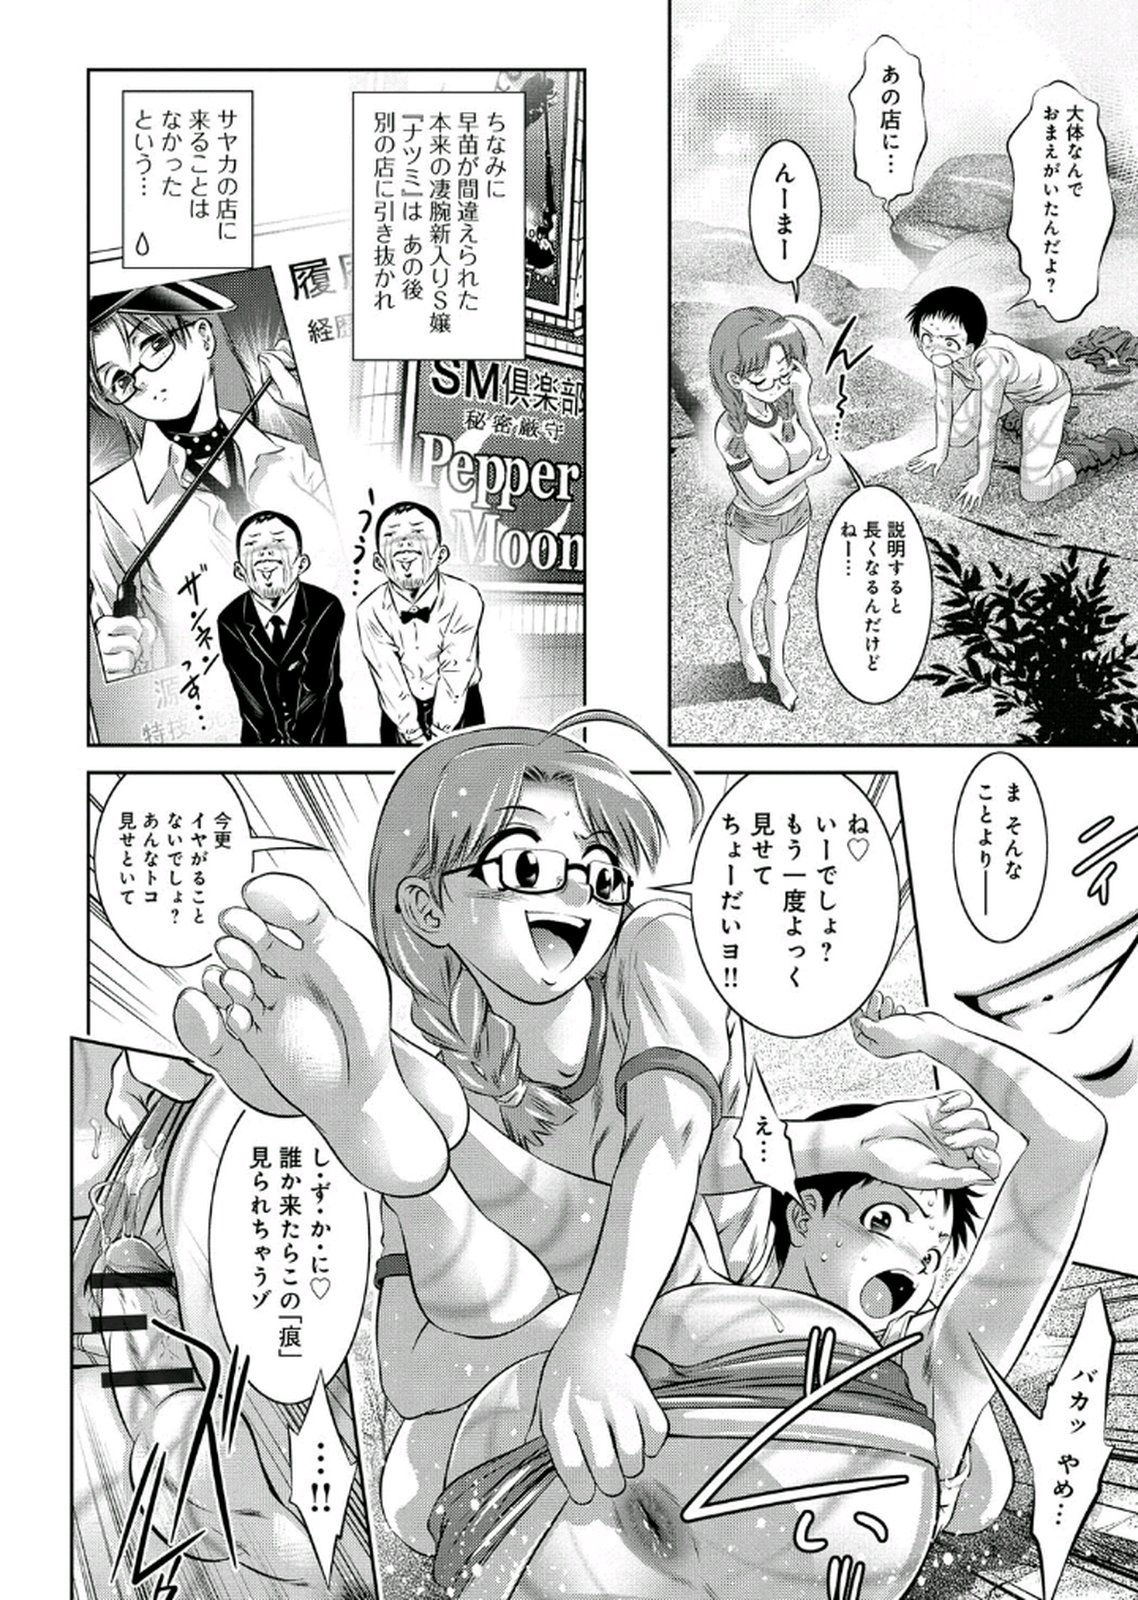 大体なんで
おまえがいたんだよ？
あの店に…
んーまー
ん〜
説明すると
長くなるんだけど
ねー…
ちなみに
早苗が間違えられた
本来の凄腕新入りＳ嬢
『ナツミ』は あの後
別の店に引き抜かれ
サヤカの店に
来ることは
なかった
という…
経歴
源
特技
SM倶楽部
秘密厳守
Pepper
Moon
ううっ
ザンネンっす…
ま そんな
ことより――
ね♡
いーでしょ？
もう一度よっく
見せて
ちょーだいヨ!!
今更
イヤがること
ないでしょ？
あんなトコ
見せといて
え…
し・ず・か・に♡
誰か来たらこの「痕」
見られちゃうゾ
…!!
バカッ やめ…